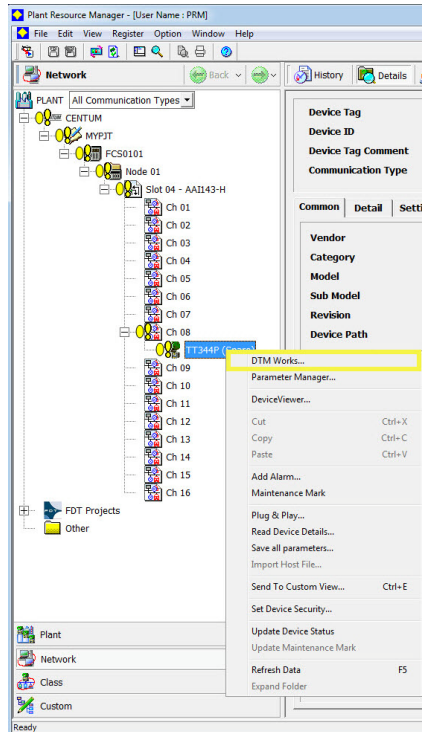 Plant Resource Manager - [User Name : PRM]
File Edit View Register Option Window Help
Network Back History Details
PLANT All Communication Types
CENTUM
MYPJT
FCS0101
Node 01
Slot 04 - AAI143-H
Ch 01
Ch 02
Ch 03
Ch 04
Ch 05
Ch 06
Ch 07
Ch 08
TT344P
Ch 09
Ch 10
Ch 11
Ch 12
Ch 13
Ch 14
Ch 15
Ch 16
FDT Projects
Other
Device Tag
Device ID
Device Tag Comment
Communication Type
Common Detail Setti
Vendor
Category
Model
Sub Model
Revision
Device Path
DTM Works...
Parameter Manager...
DeviceViewer...
Cut Ctrl+X
Copy Ctrl+C
Paste Ctrl+V
Add Alarm...
Maintenance Mark
Plug & Play...
Read Device Details...
Save all parameters...
Import Host File...
Send To Custom View... Ctrl+E
Set Device Security...
Update Device Status
Update Maintenance Mark
Refresh Data F5
Expand Folder
Plant
Network
Class
Custom
Ready